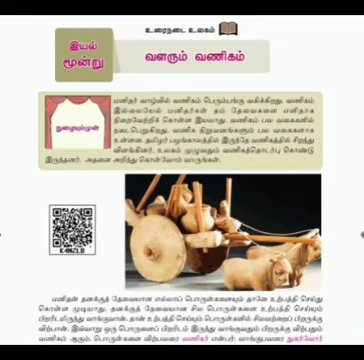 உரைநடை உலகம்
இயல்
மூன்று
வளரும் வணிகம்
நுழையும்முன்
மனிதர் வாழ்வில் வணிகம் பெரும்பங்கு வகிக்கிறது. வணிகம்
இல்லையேல் மனிதர்கள் தம் தேவைகளை எளிதாக
நிறைவேற்றிக் கொள்ள இயலாது. வணிகம் பல வகைகளில்
நடைபெறுகிறது. வணிக நிறுவனங்களும் பல வகைகளாக
உள்ளன. தமிழர் பழங்காலத்தில் இருந்தே வணிகத்தில் சிறந்து
விளங்கினர். உலகம் முழுவதும் வணிகத்தொடர்பு கொண்டு
இருந்தனர். அதனை அறிந்து கொள்வோம் வாருங்கள்.
K4N2L8
மனிதன் தனக்குத் தேவையான எல்லாப் பொருள்களையும் தானே உற்பத்தி செய்து
கொள்ள முடியாது. தனக்குத் தேவையான சில பொருள்களை உற்பத்தி செய்யும்
பிறரிடமிருந்து வாங்குவான். தான் உற்பத்தி செய்யும் பொருள்களில் சிலவற்றைப் பிறருக்கு
விற்பான். இவ்வாறு ஒரு பொருளைப் பிறரிடம் இருந்து வாங்குவதும் பிறருக்கு விற்பதும்
வணிகம் ஆகும். பொருள்களை விற்பவரை வணிகர் என்பர்; வாங்குபவரை நுகர்வோர்